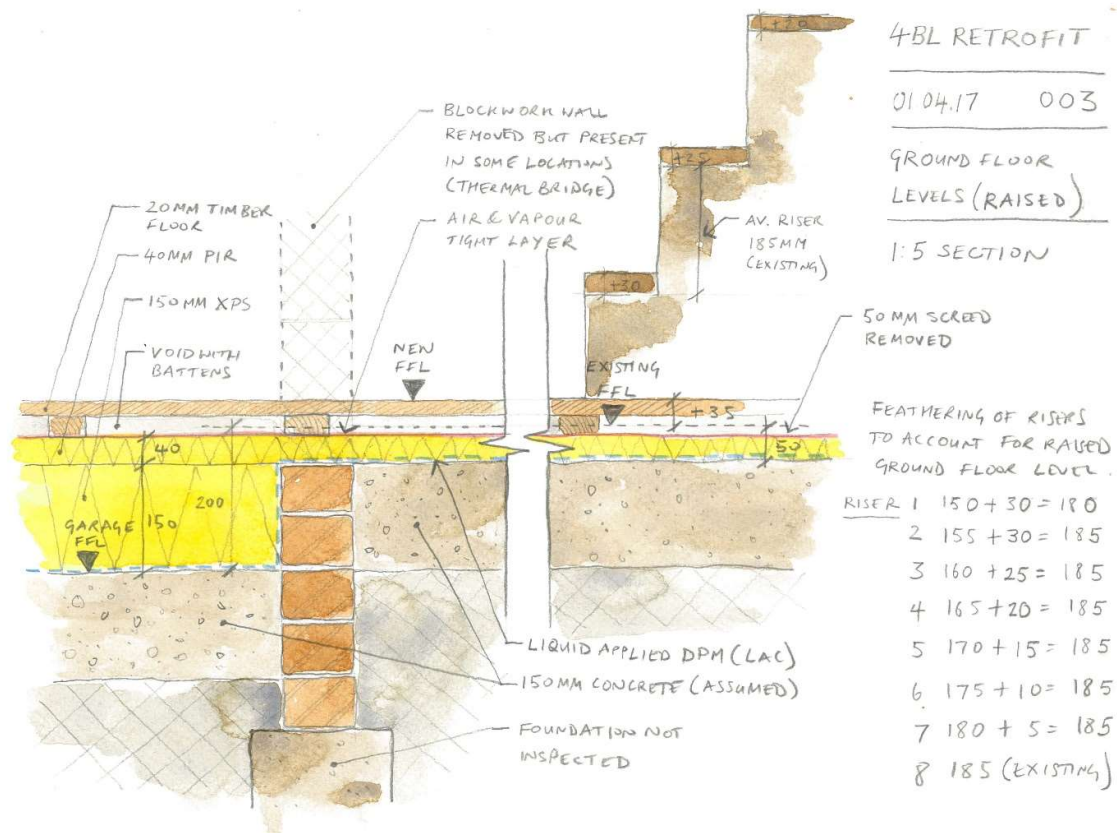 4BL RETROFIT
01 04.17 003
GROUND FLOOR
LEVELS (RAISED)
1:5 SECTION
+20
+25
+30
BLOCKWORK WALL
REMOVED BUT PRESENT
IN SOME LOCATIONS
(THERMAL BRIDGE)
AIR & VAPOUR
TIGHT LAYER
AV. RISER
185MM
(EXISTING)
20MM TIMBER
FLOOR
40MM PIR
150MM XPS
VOID WITH
BATTENS
NEW
FFL
EXISTING
FFL
50MM SCREED
REMOVED
+35
50
40
200
150
GARAGE
FFL
LIQUID APPLIED DPM (LAC)
150MM CONCRETE (ASSUMED)
FOUNDATION NOT
INSPECTED
FEATHERING OF RISERS
TO ACCOUNT FOR RAISED
GROUND FLOOR LEVEL.
RISER 1 150 + 30 = 180
2 155 + 30 = 185
3 160 + 25 = 185
4 165 + 20 = 185
5 170 + 15 = 185
6 175 + 10 = 185
7 180 + 5 = 185
8 185 (EXISTING)